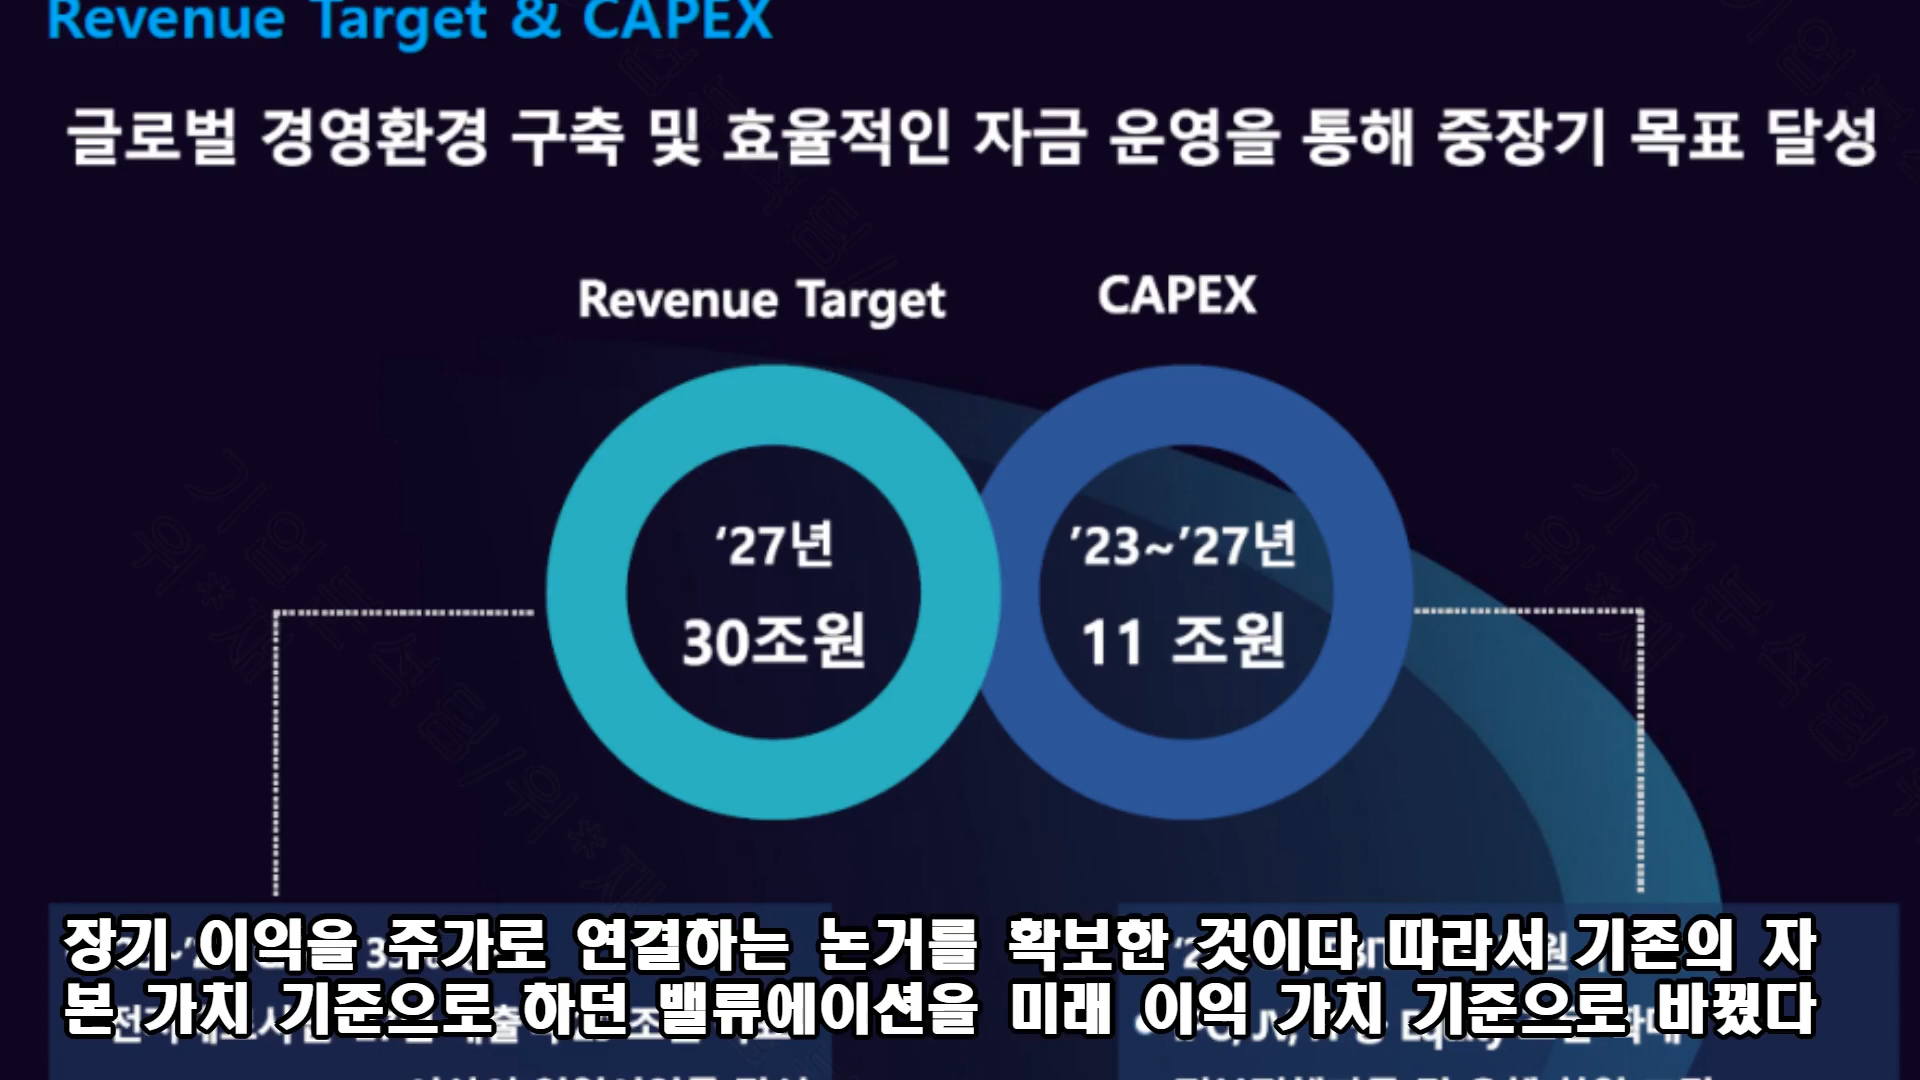 Revenue Target & CAPEX
글로벌 경영환경 구축 및 효율적인 자금 운영을 통해 중장기 목표 달성
Revenue Target
CAPEX
‘27년
30조원
’23~’27년
11 조원
장기 이익을 주가로 연결하는 논거를 확보한 것이다 따라서 기존의 자
본 가치 기준으로 하던 밸류에이션을 미래 이익 가치 기준으로 바꿨다